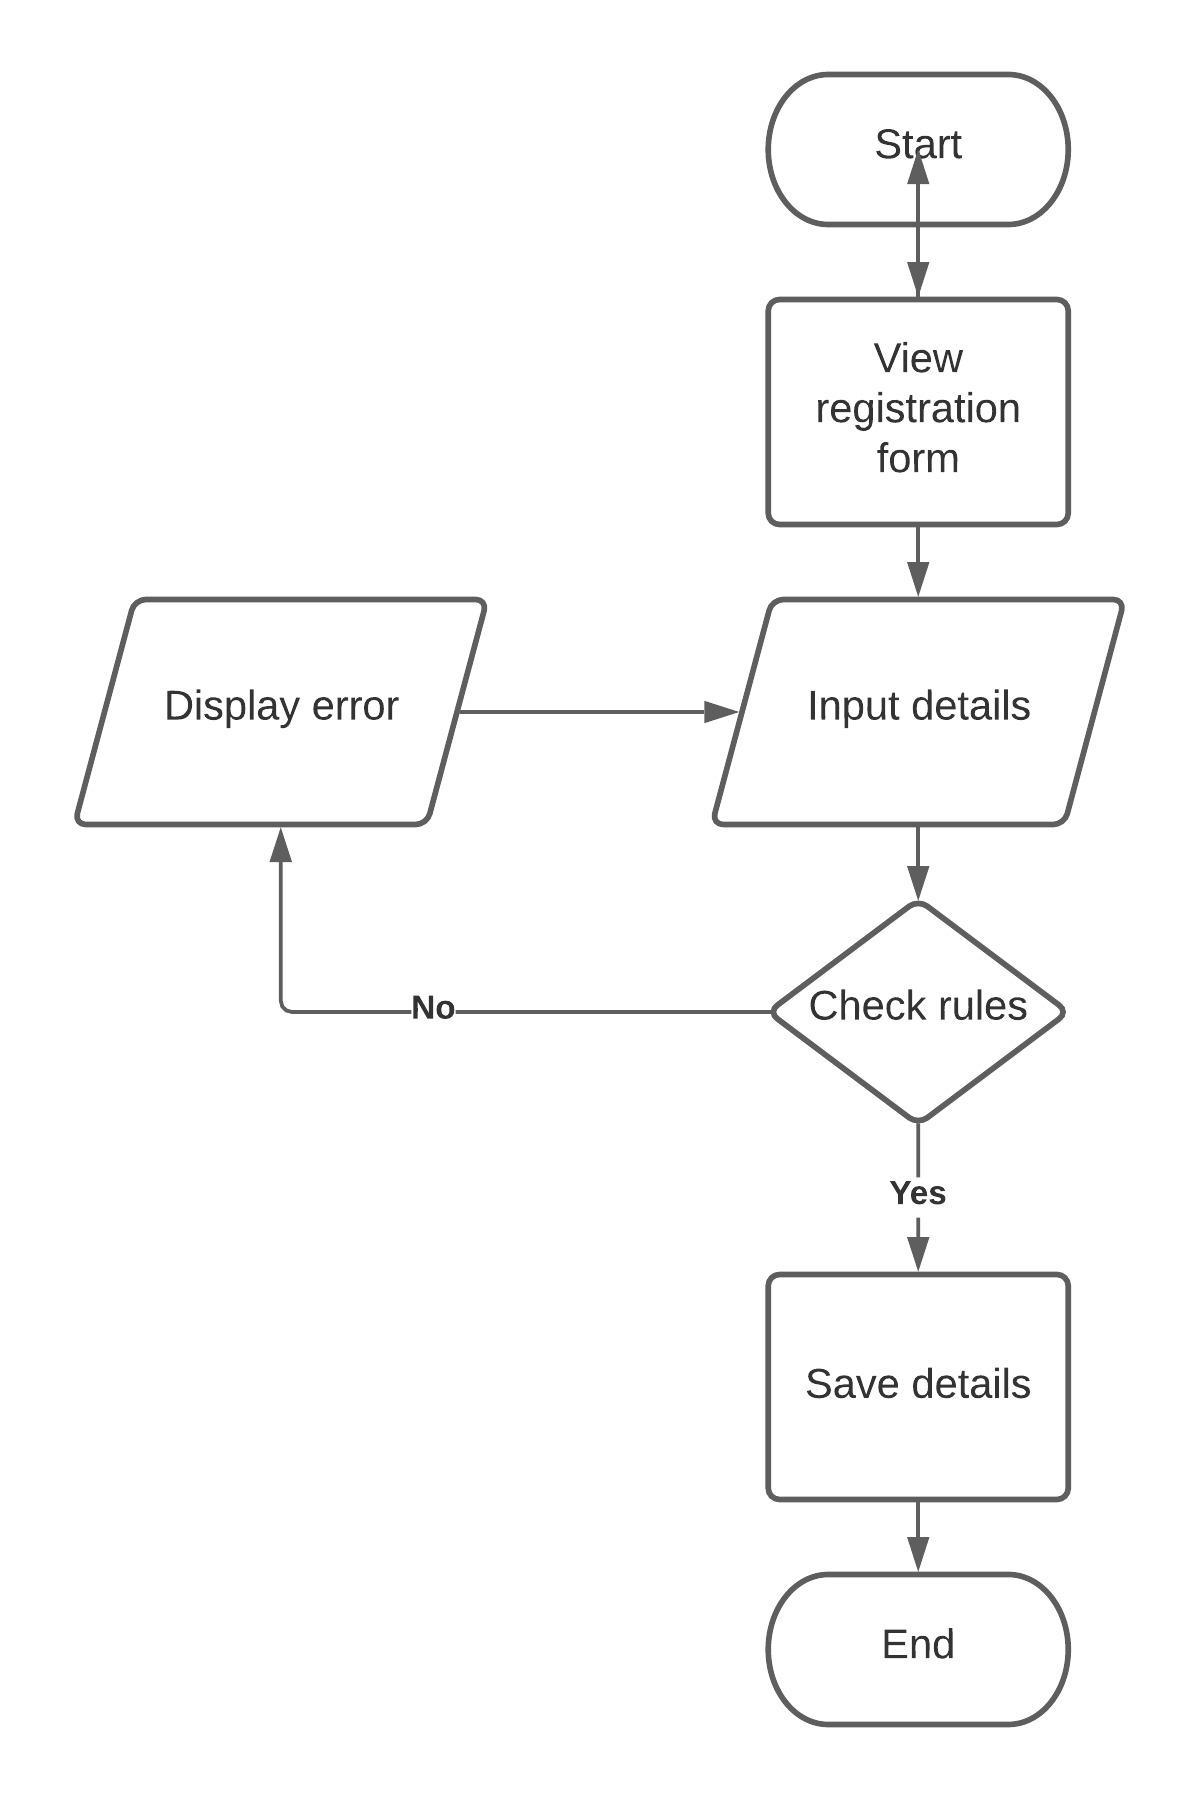 Start
View
registration
form
Display error
Input details
Check rules
No
Yes
Save details
End